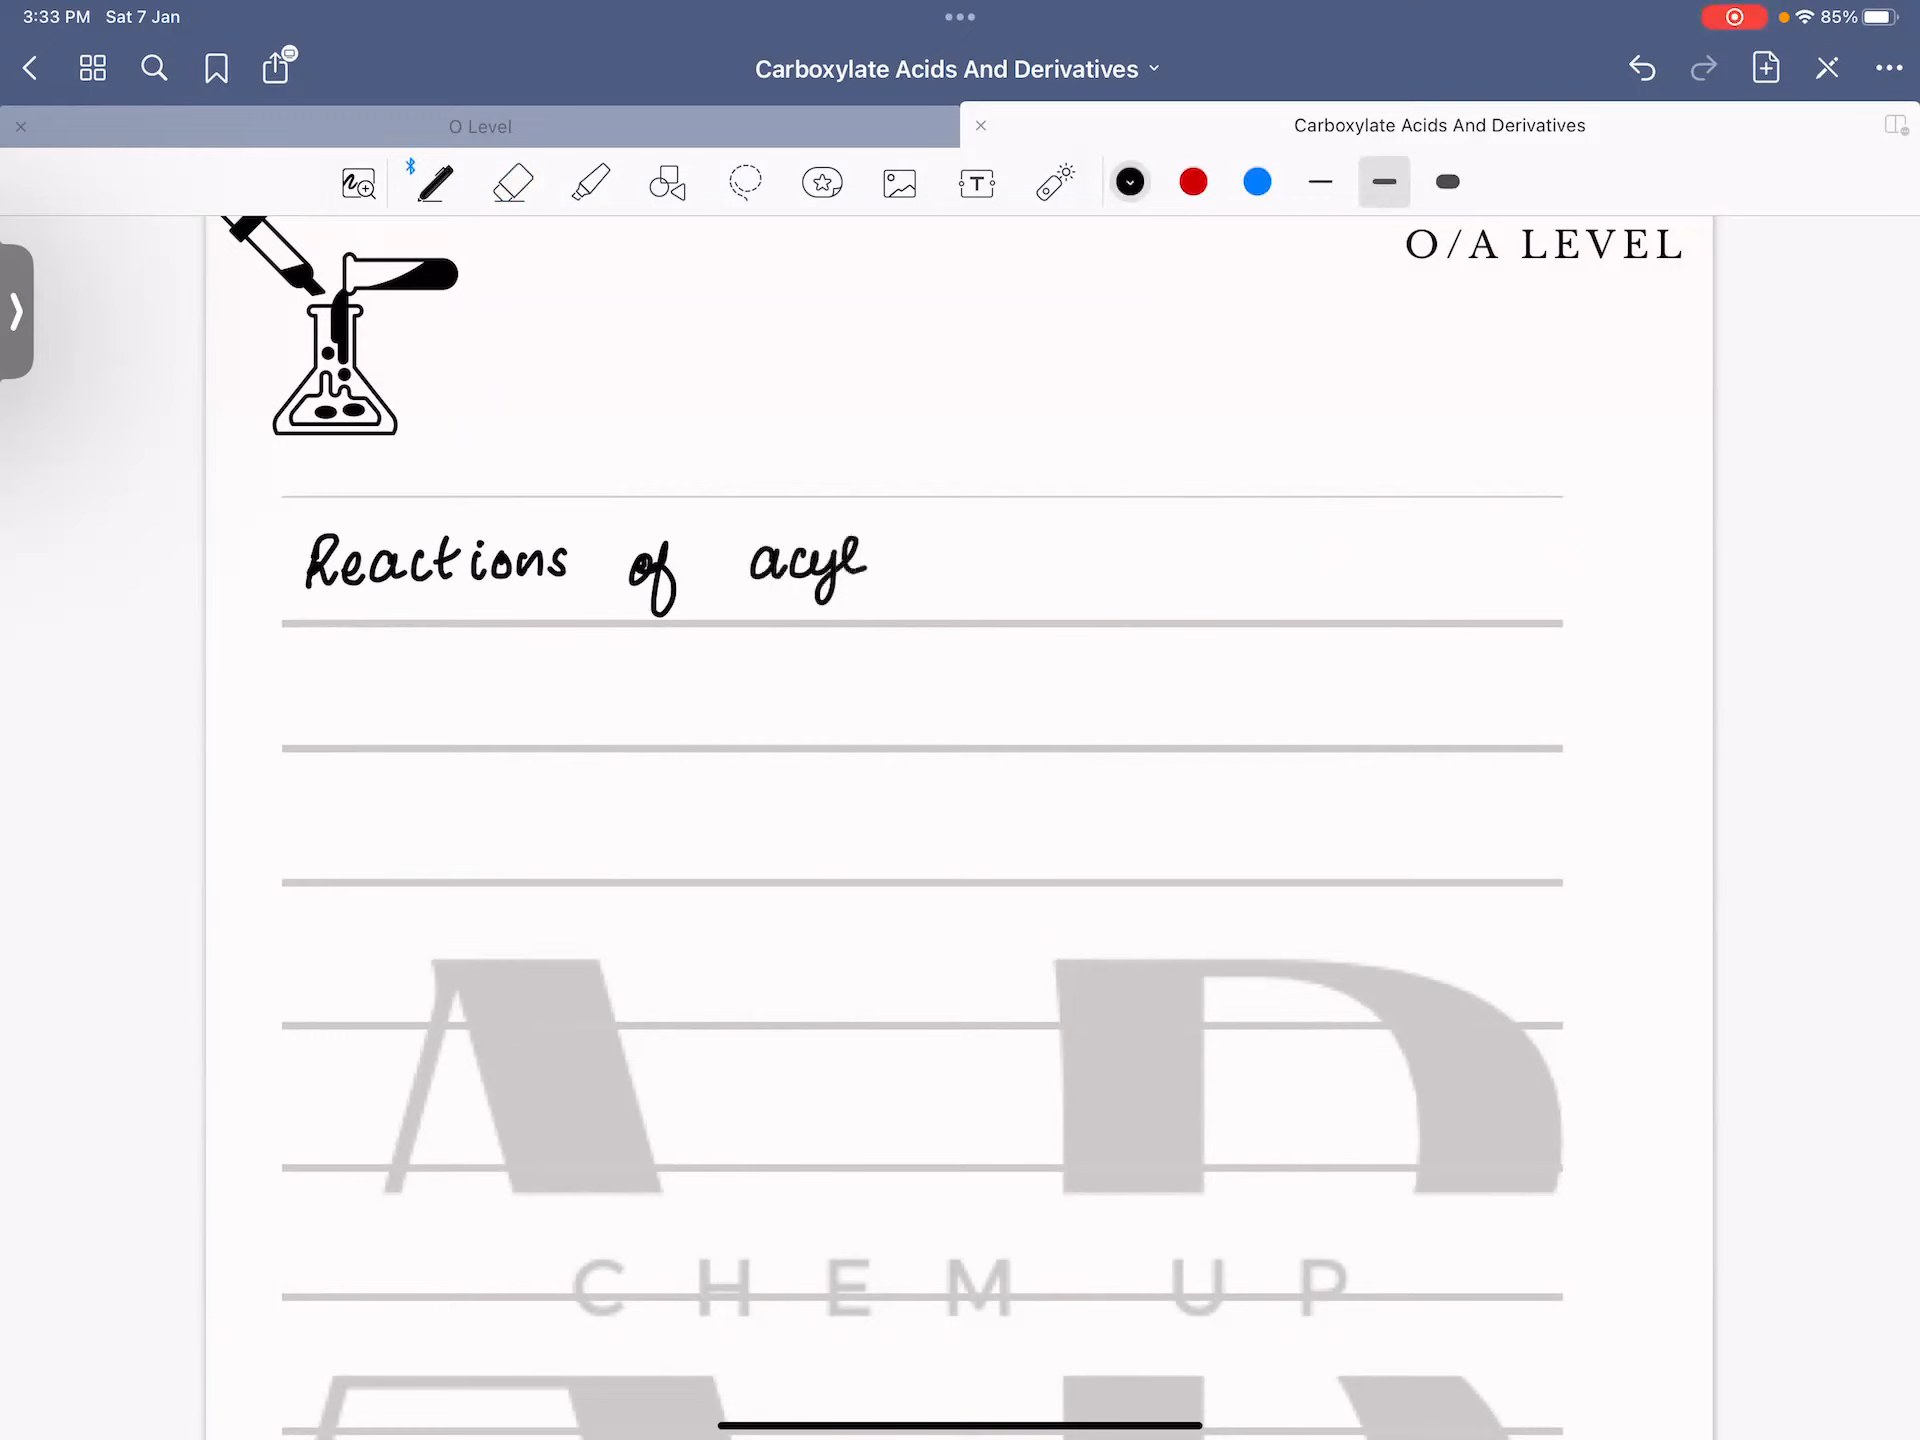 3:33 PM Sat 7 Jan
85%
Carboxylate Acids And Derivatives
O Level
Carboxylate Acids And Derivatives
T
O/A LEVEL
Reactions of acyl
CHEM UP